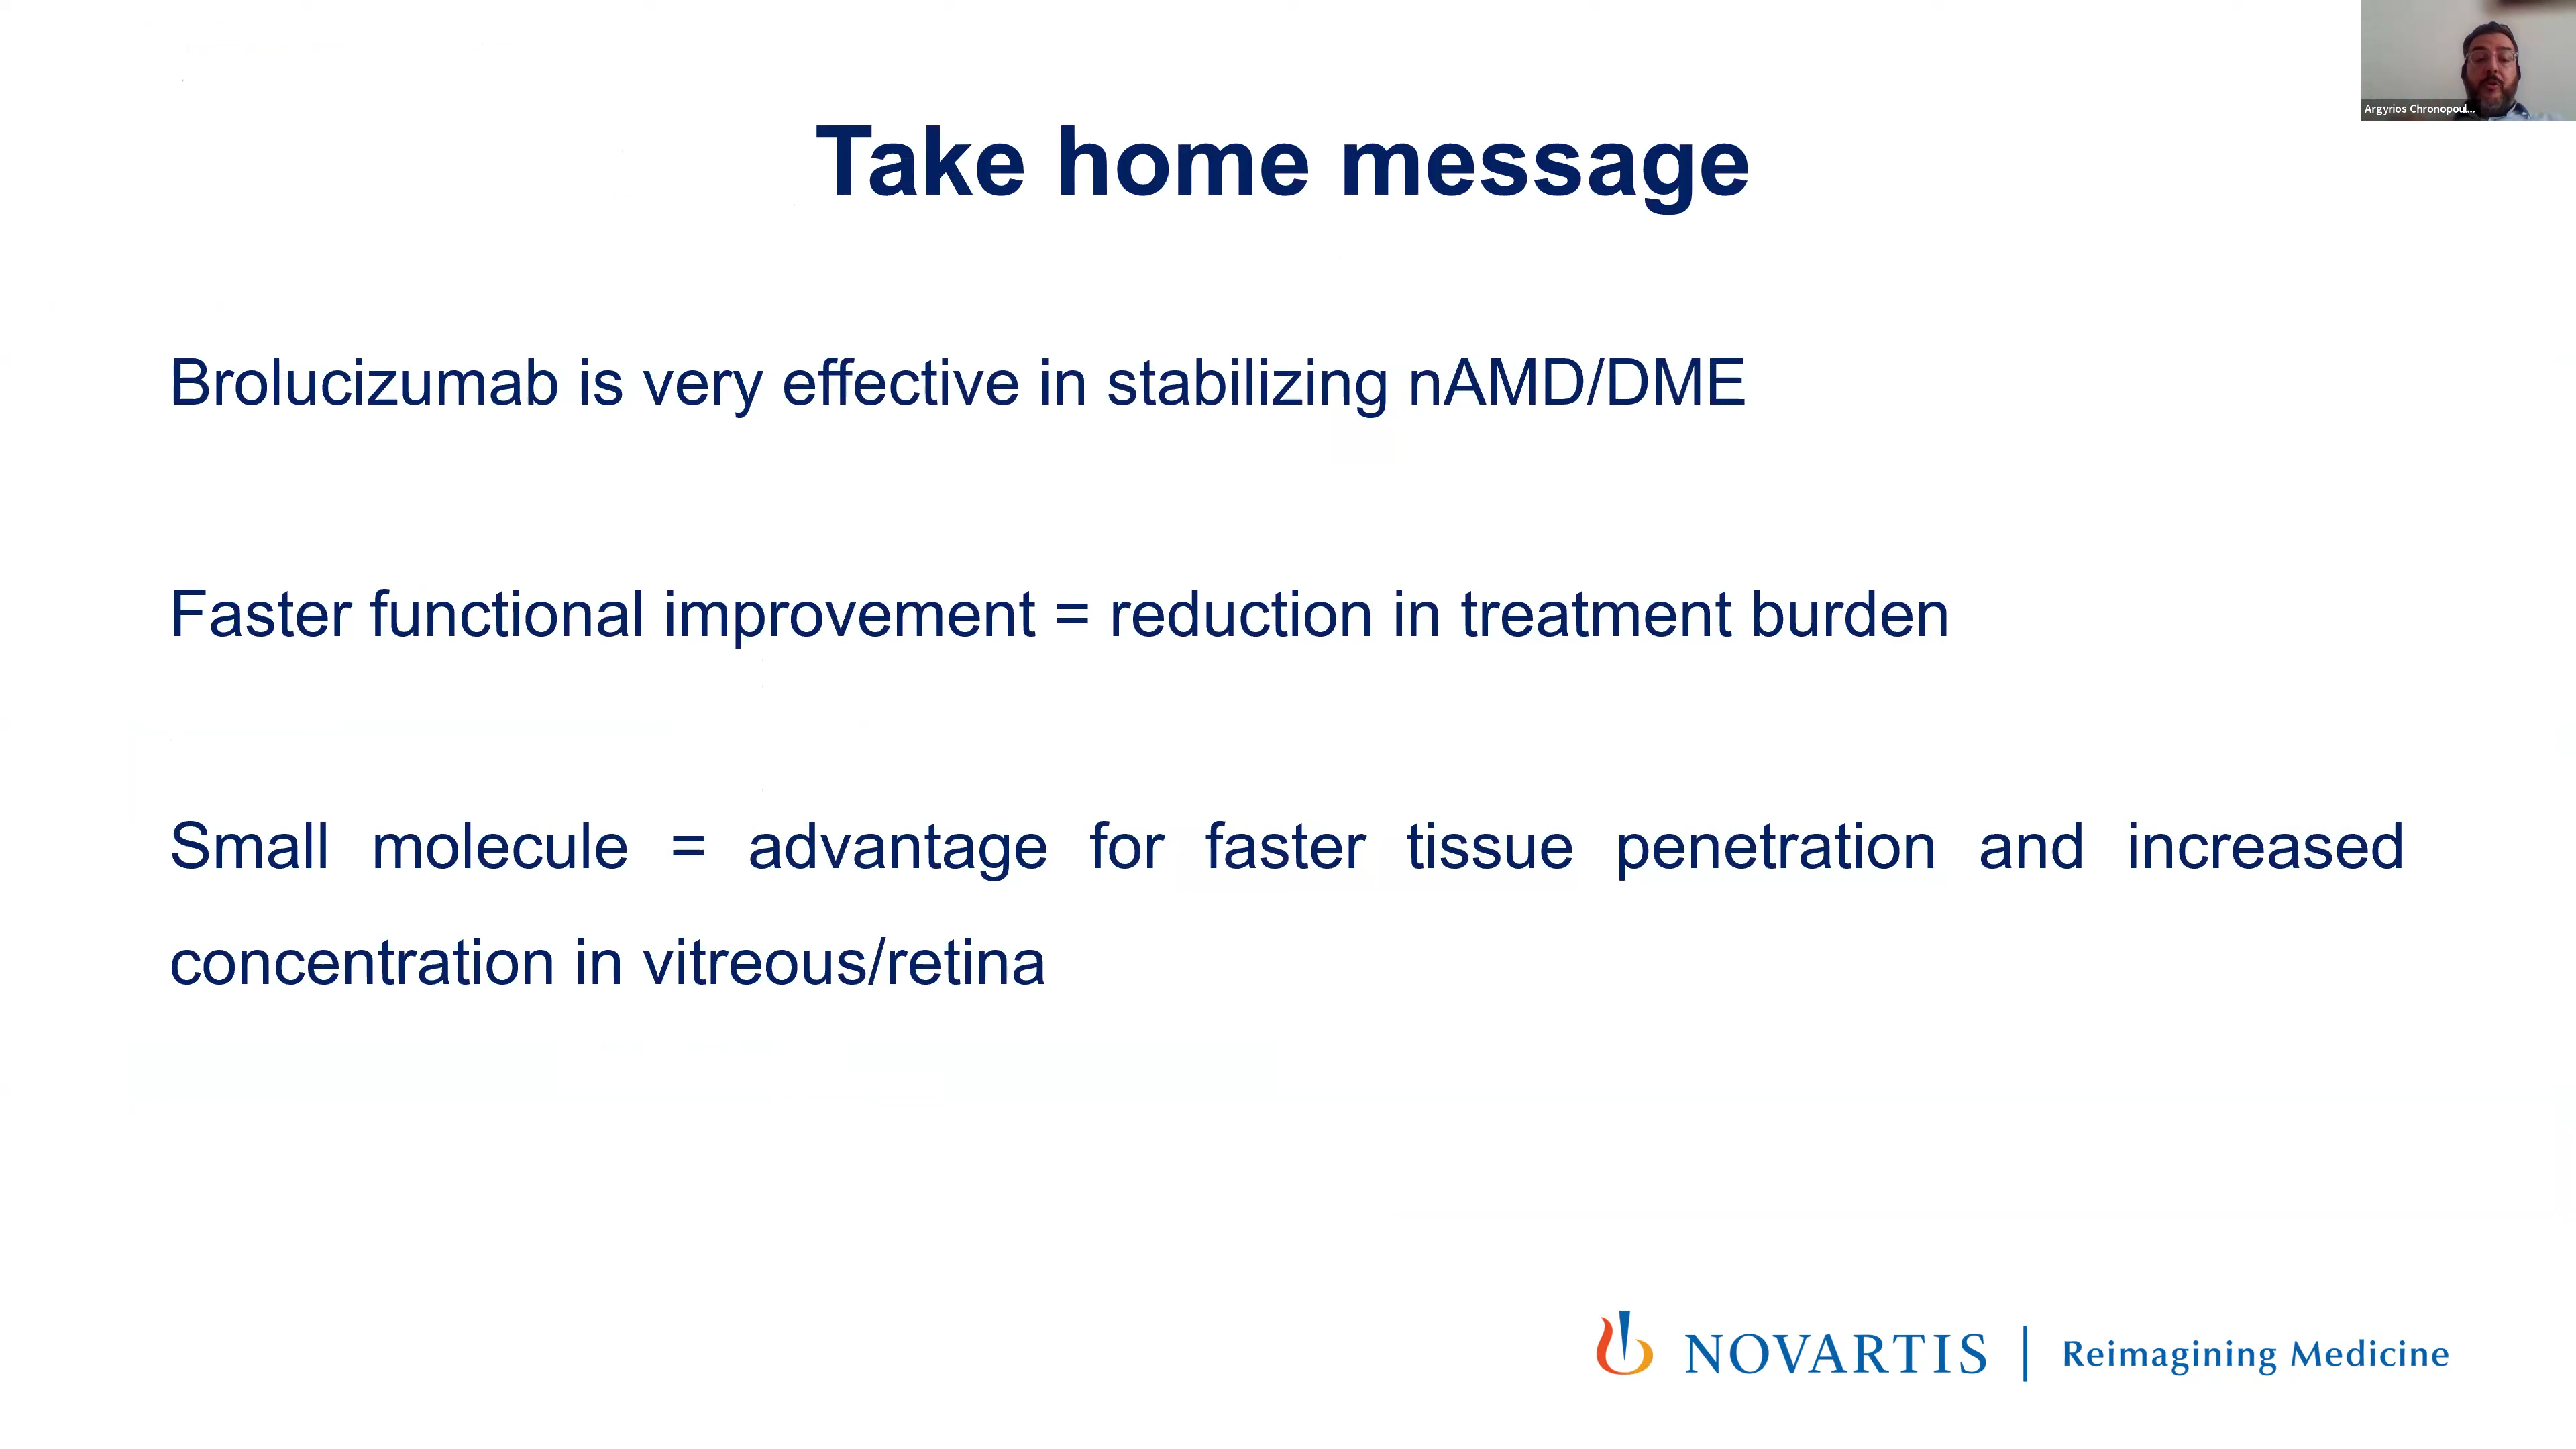 Argyrios Chronopoul...
Take home message
Brolucizumab is very effective in stabilizing nAMD/DME
Faster functional improvement = reduction in treatment burden
Small molecule = advantage for faster tissue penetration and increased
concentration in vitreous/retina
NOVARTIS | Reimagining Medicine